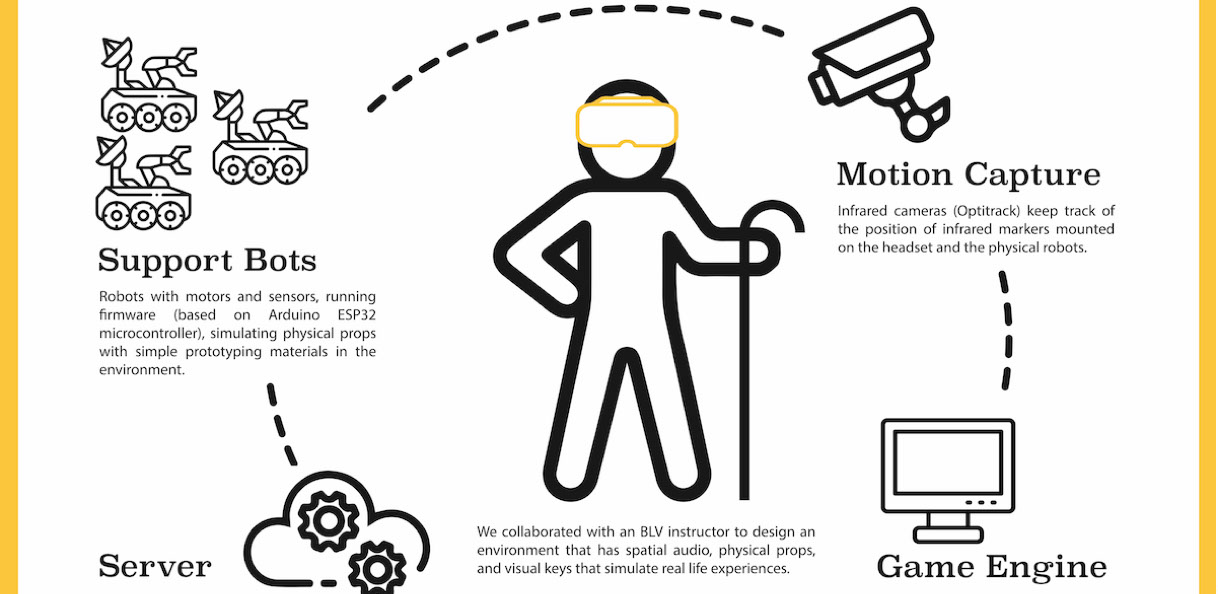 Motion Capture
Infrared cameras (Optitrack) keep track of
the position of infrared markers mounted
on the headset and the physical robots.
Support Bots
Robots with motors and sensors, running
firmware (based on Arduino ESP32
microcontroller), simulating physical props
with simple prototyping materials in the
environment.
We collaborated with an BLV instructor to design an
environment that has spatial audio, physical props,
and visual keys that simulate real life experiences.
Server
Game Engine